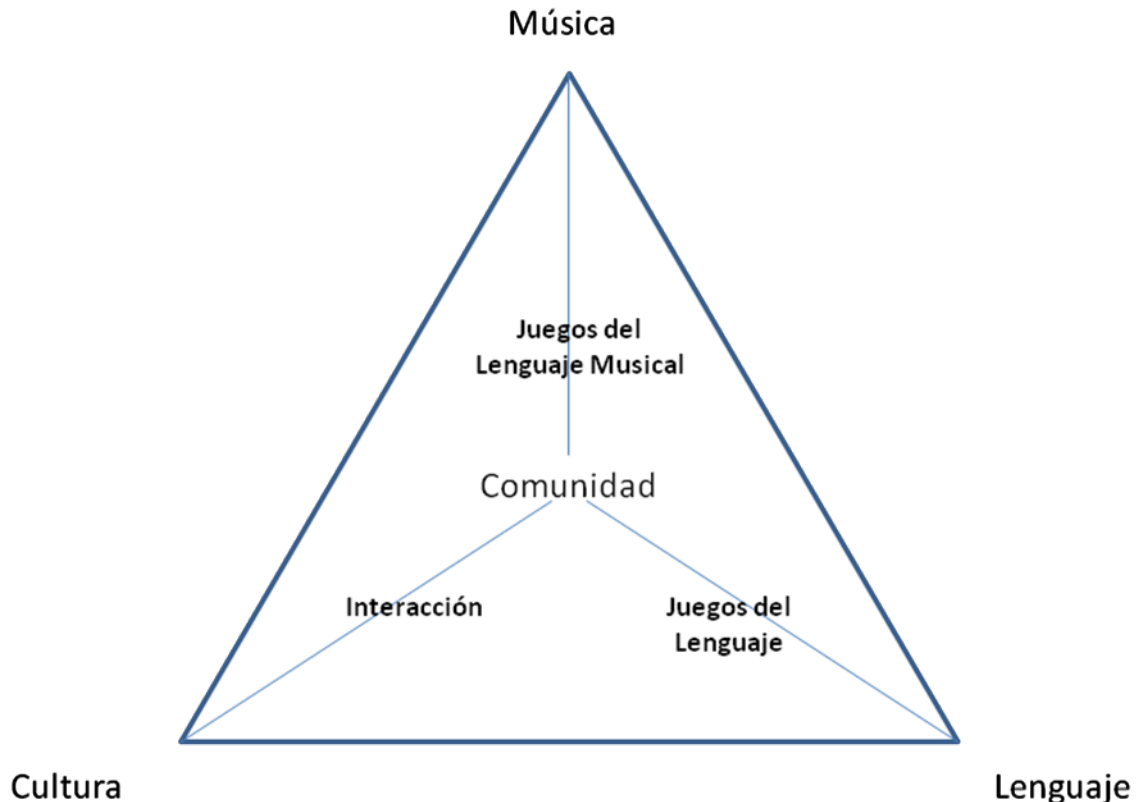 Música
Juegos del
Lenguaje Musical
Comunidad
Interacción
Juegos del
Lenguaje
Cultura
Lenguaje